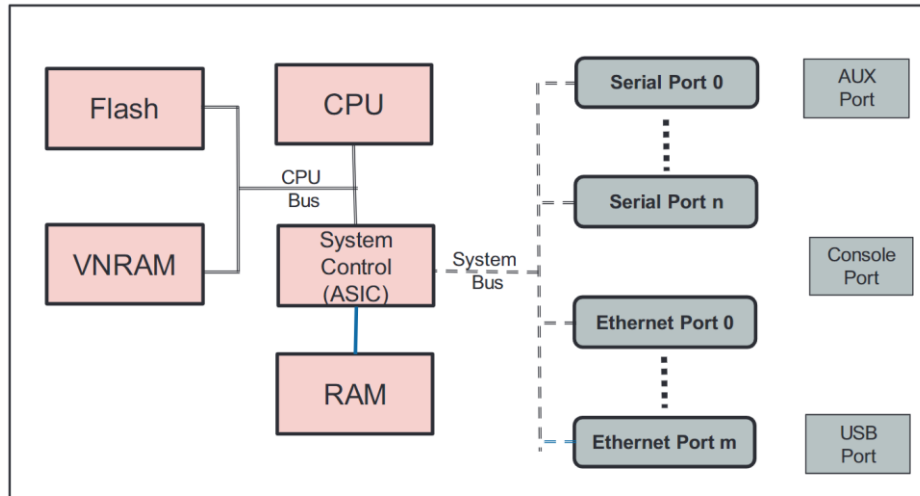 Flash
CPU
CPU
Bus
VNRAM
System
Control
(ASIC)
RAM
System
Bus
Serial Port 0
Serial Port n
Ethernet Port 0
Ethernet Port m
AUX
Port
Console
Port
USB
Port